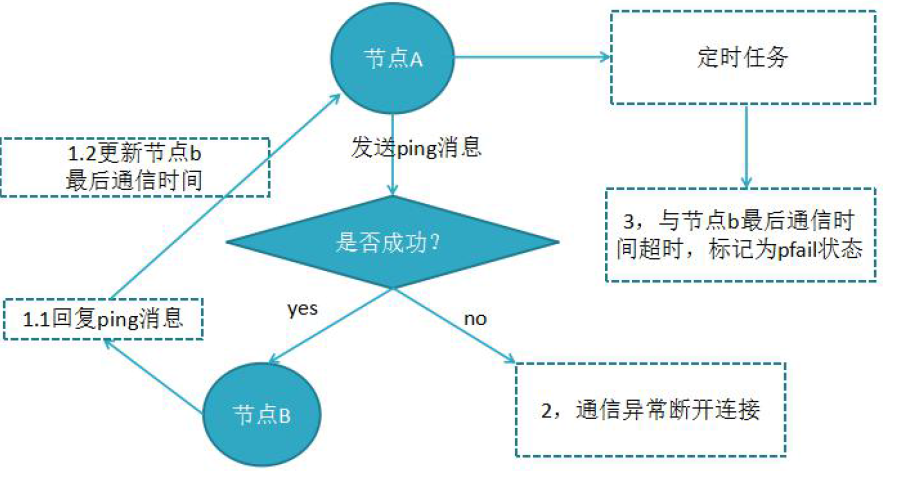 节点A
定时任务
发送ping消息
1.2更新节点b
最后通信时间
是否成功？
3，与节点b最后通信时
间超时，标记为pfail状态
yes
no
1.1回复ping消息
节点B
2，通信异常断开连接